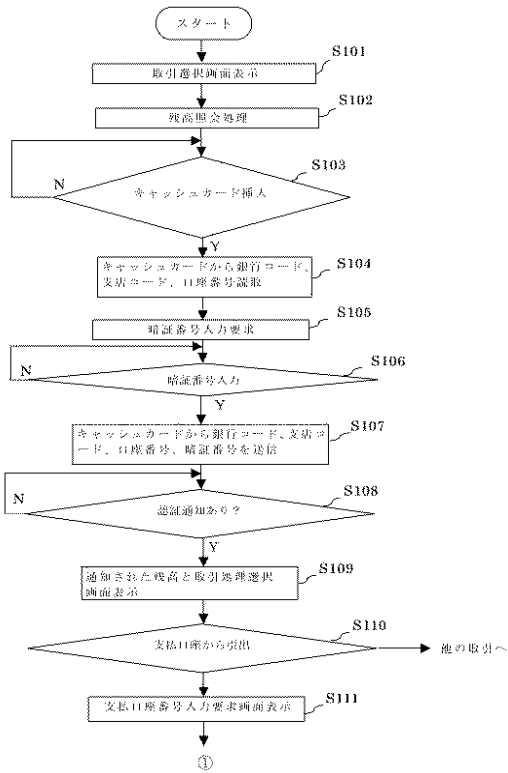 スタート
S101
取引選択画面表示
S102
残高照会処理
S103
キャッシュカード挿入
N
Y
S104
キャッシュカードから銀行コード、
支店コード、口座番号読取
S105
暗証番号入力要求
S106
暗証番号入力
N
Y
S107
キャッシュカードから銀行コード、支店コ
ード、口座番号、暗証番号を送信
S108
認証通知あり？
N
Y
S109
通知された残高と取引処理選択
画面表示
S110
支払口座から引出
他の取引へ
S111
支払口座番号入力要求画面表示
①